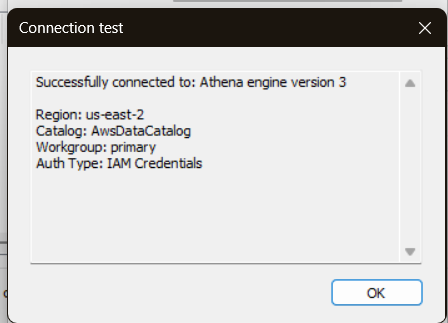 Connection test
Successfully connected to: Athena engine version 3
Region: us-east-2
Catalog: AwsDataCatalog
Workgroup: primary
Auth Type: IAM Credentials
OK